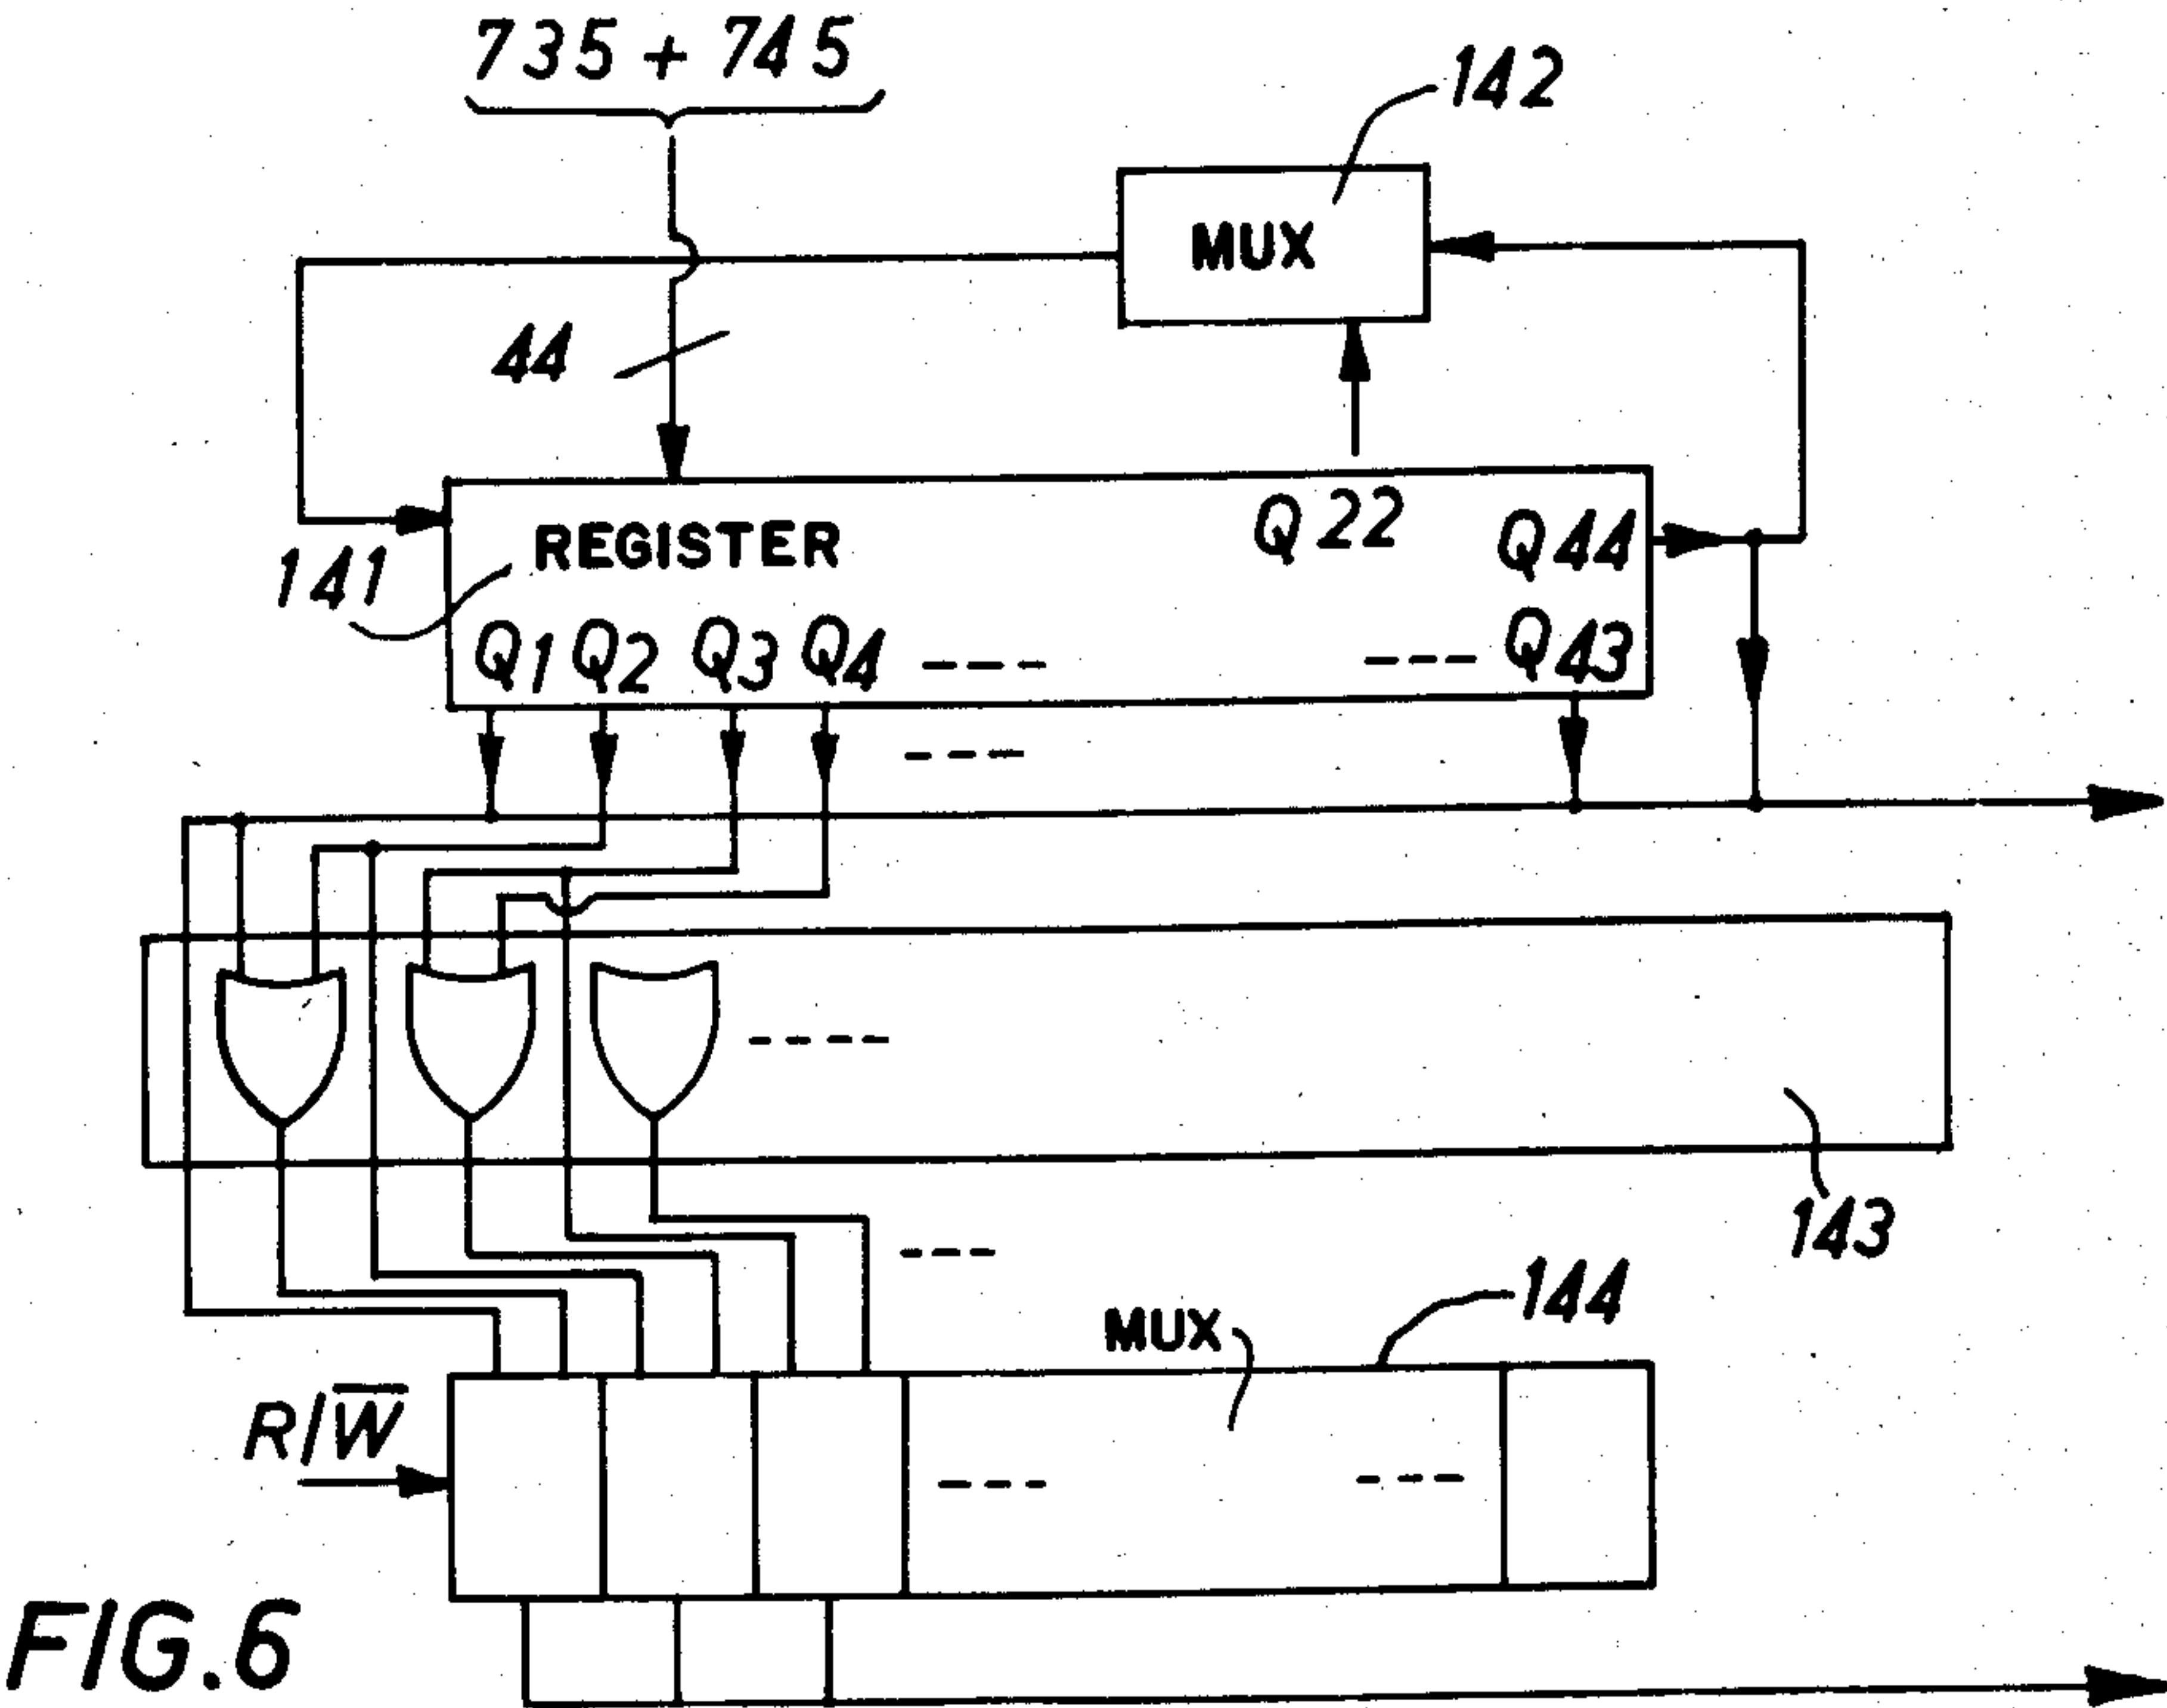 735 + 745
142
MUX
44
REGISTER
Q22
Q44
141
Q1 Q2 Q3 Q4 ---- --- Q43
----
-----
143
---
144
MUX
R/W̅
---- ---
FIG.6